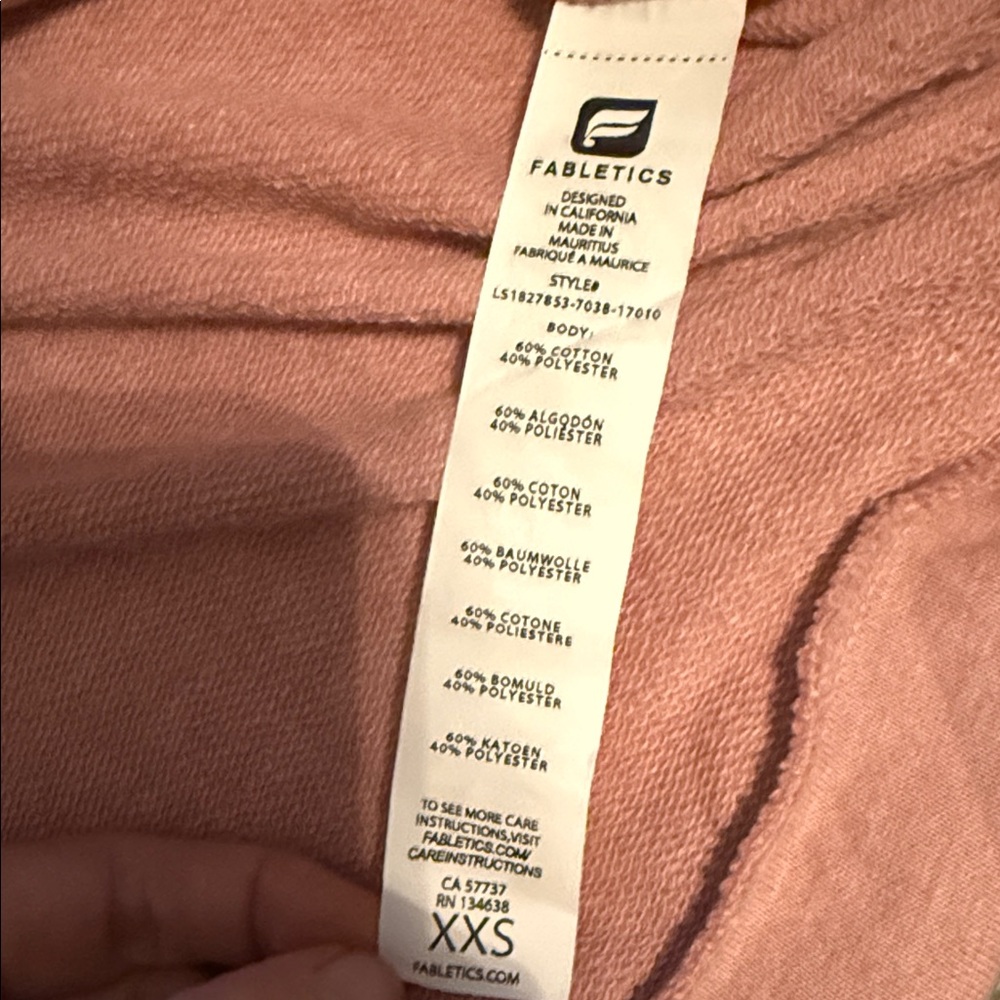 FABLETICS
DESIGNED
IN CALIFORNIA
MADE IN
MAURITIUS
FABRIQUÉ A MAURICE
STYLE#
LS1827853-7038-17010
BODY:
60% COTTON
40% POLYESTER
60% ALGODÓN
40% POLIÉSTER
60% COTON
40% POLYESTER
60% BAUMWOLLE
40% POLYESTER
60% COTONE
40% POLIESTERE
60% BOMULD
40% POLYESTER
60% KATOEN
40% POLYESTER
TO SEE MORE CARE
INSTRUCTIONS,VISIT
FABLETICS.COM/
CAREINSTRUCTIONS
CA 57737
RN 134638
XXS
FABLETICS.COM